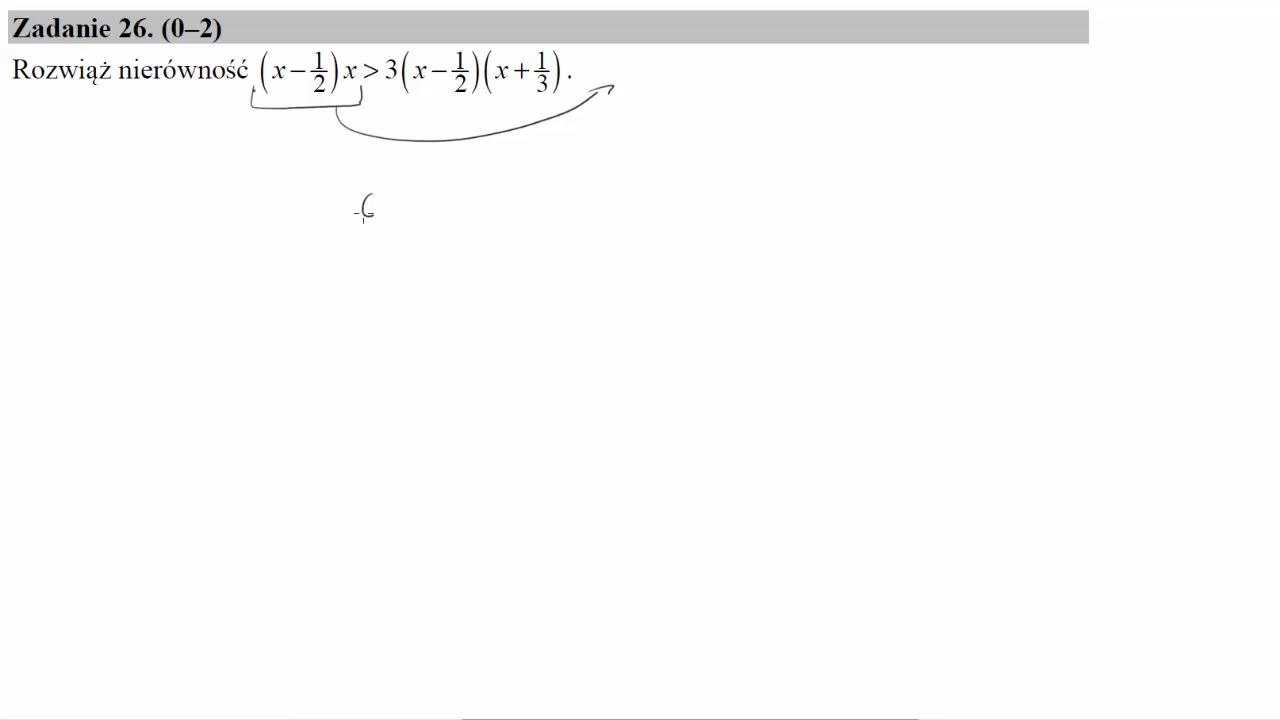 Zadanie 26. (0–2)
Rozwiąż nierówność (x − 1/2)x > 3(x − 1/2)(x + 1/3).